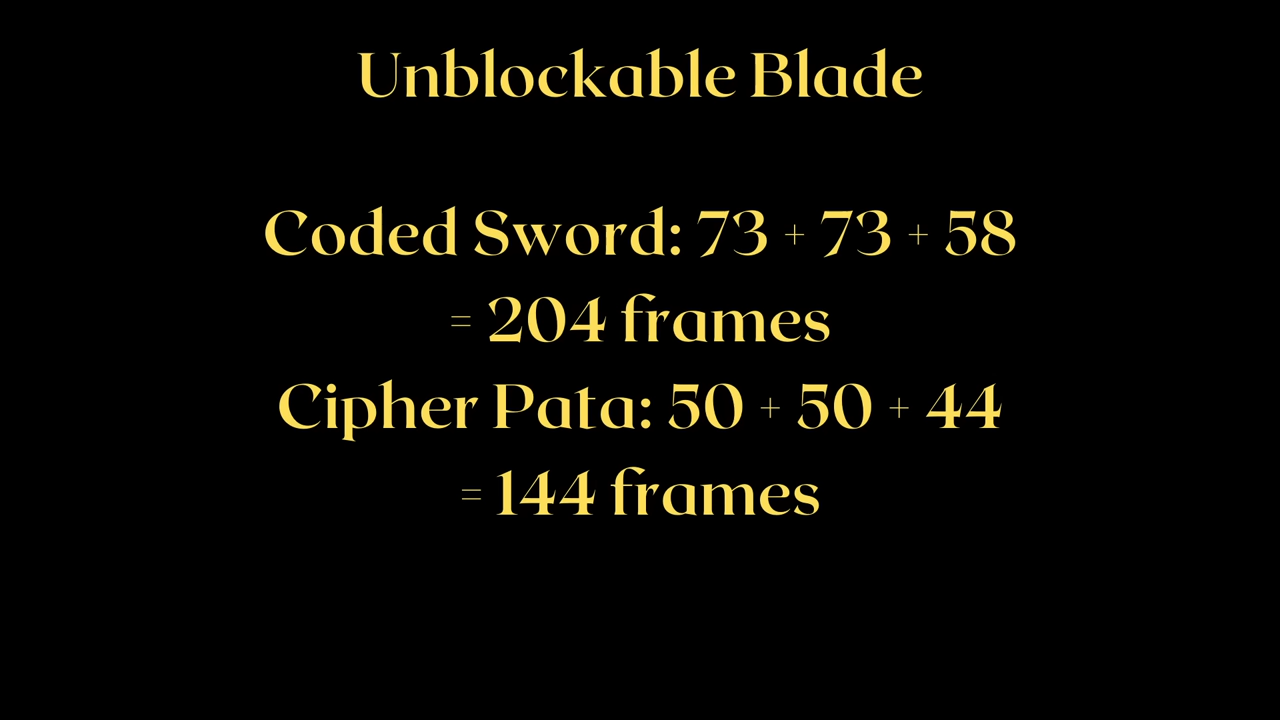 Unblockable Blade
Coded Sword: 73 + 73 + 58
= 204 frames
Cipher Pata: 50 + 50 + 44
= 144 frames